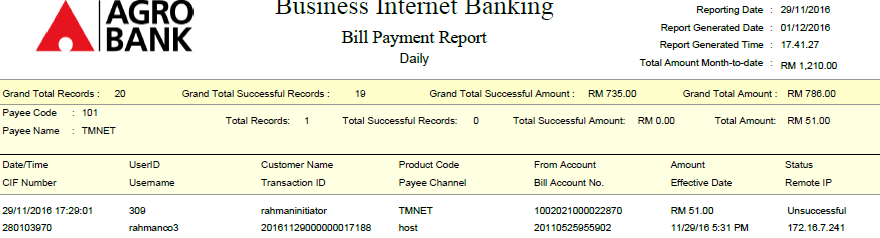 AGRO
BANK
Business Internet Banking
Bill Payment Report
Daily
Reporting Date : 29/11/2016
Report Generated Date : 01/12/2016
Report Generated Time : 17.41.27
Total Amount Month-to-date : RM 1,210.00
Grand Total Records : 20 Grand Total Successful Records : 19 Grand Total Successful Amount : RM 735.00 Grand Total Amount : RM 786.00
Payee Code : 101
Total Records: 1 Total Successful Records: 0 Total Successful Amount: RM 0.00 Total Amount: RM 51.00
Payee Name : TMNET
Date/Time UserID Customer Name Product Code From Account Amount Status
CIF Number Username Transaction ID Payee Channel Bill Account No. Effective Date Remote IP
29/11/2016 17:29:01 309 rahmaninitiator TMNET 1002021000022870 RM 51.00 Unsuccessful
280103970 rahmanco3 20161129000000017188 host 20110525955902 11/29/16 5:31 PM 172.16.7.241